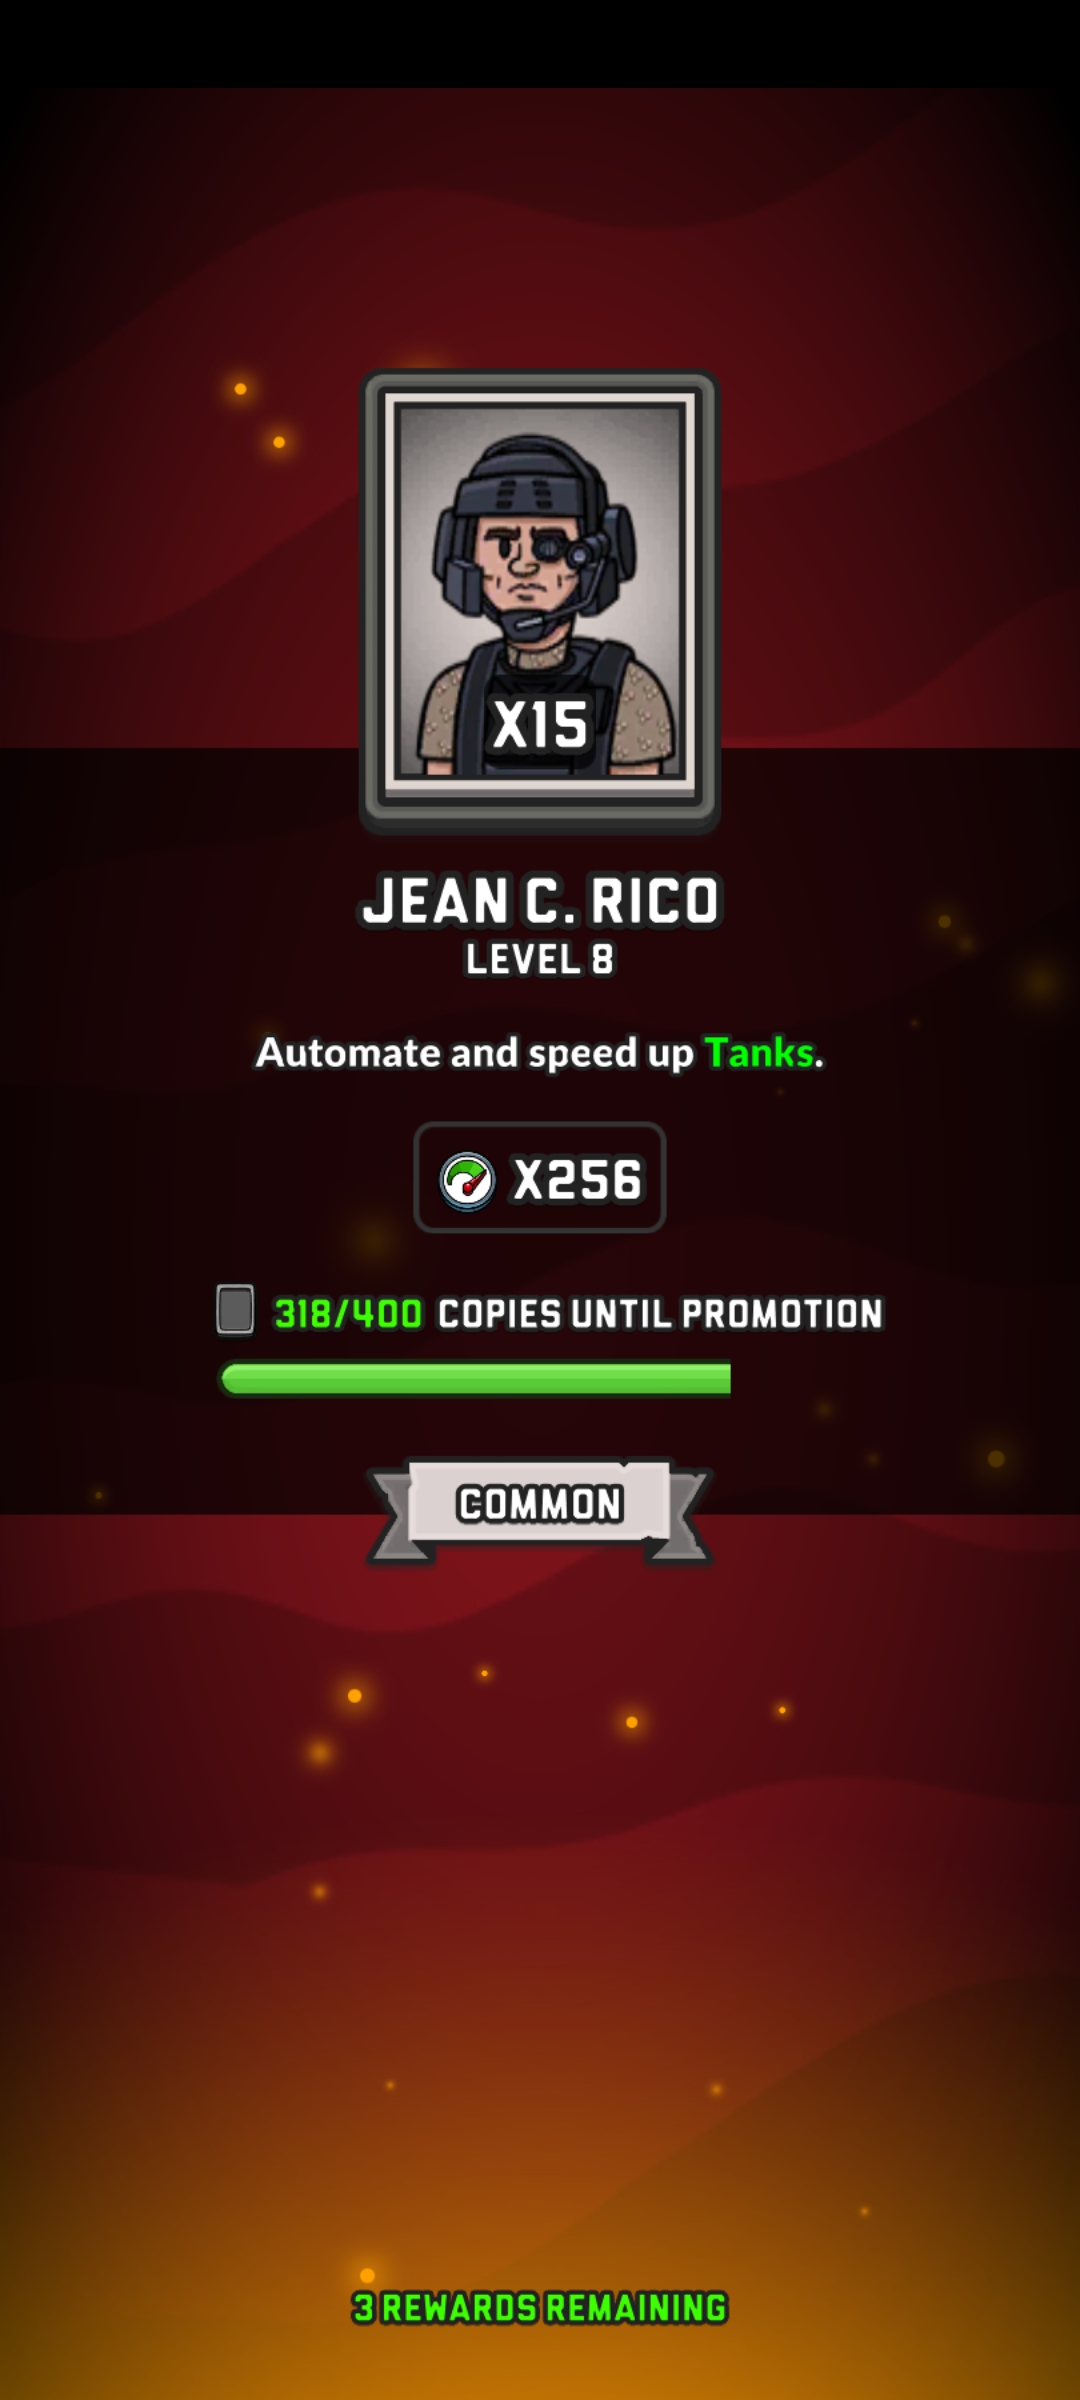 X15
JEAN C. RICO
LEVEL 8
Automate and speed up Tanks.
X256
318/400 COPIES UNTIL PROMOTION
COMMON
3 REWARDS REMAINING